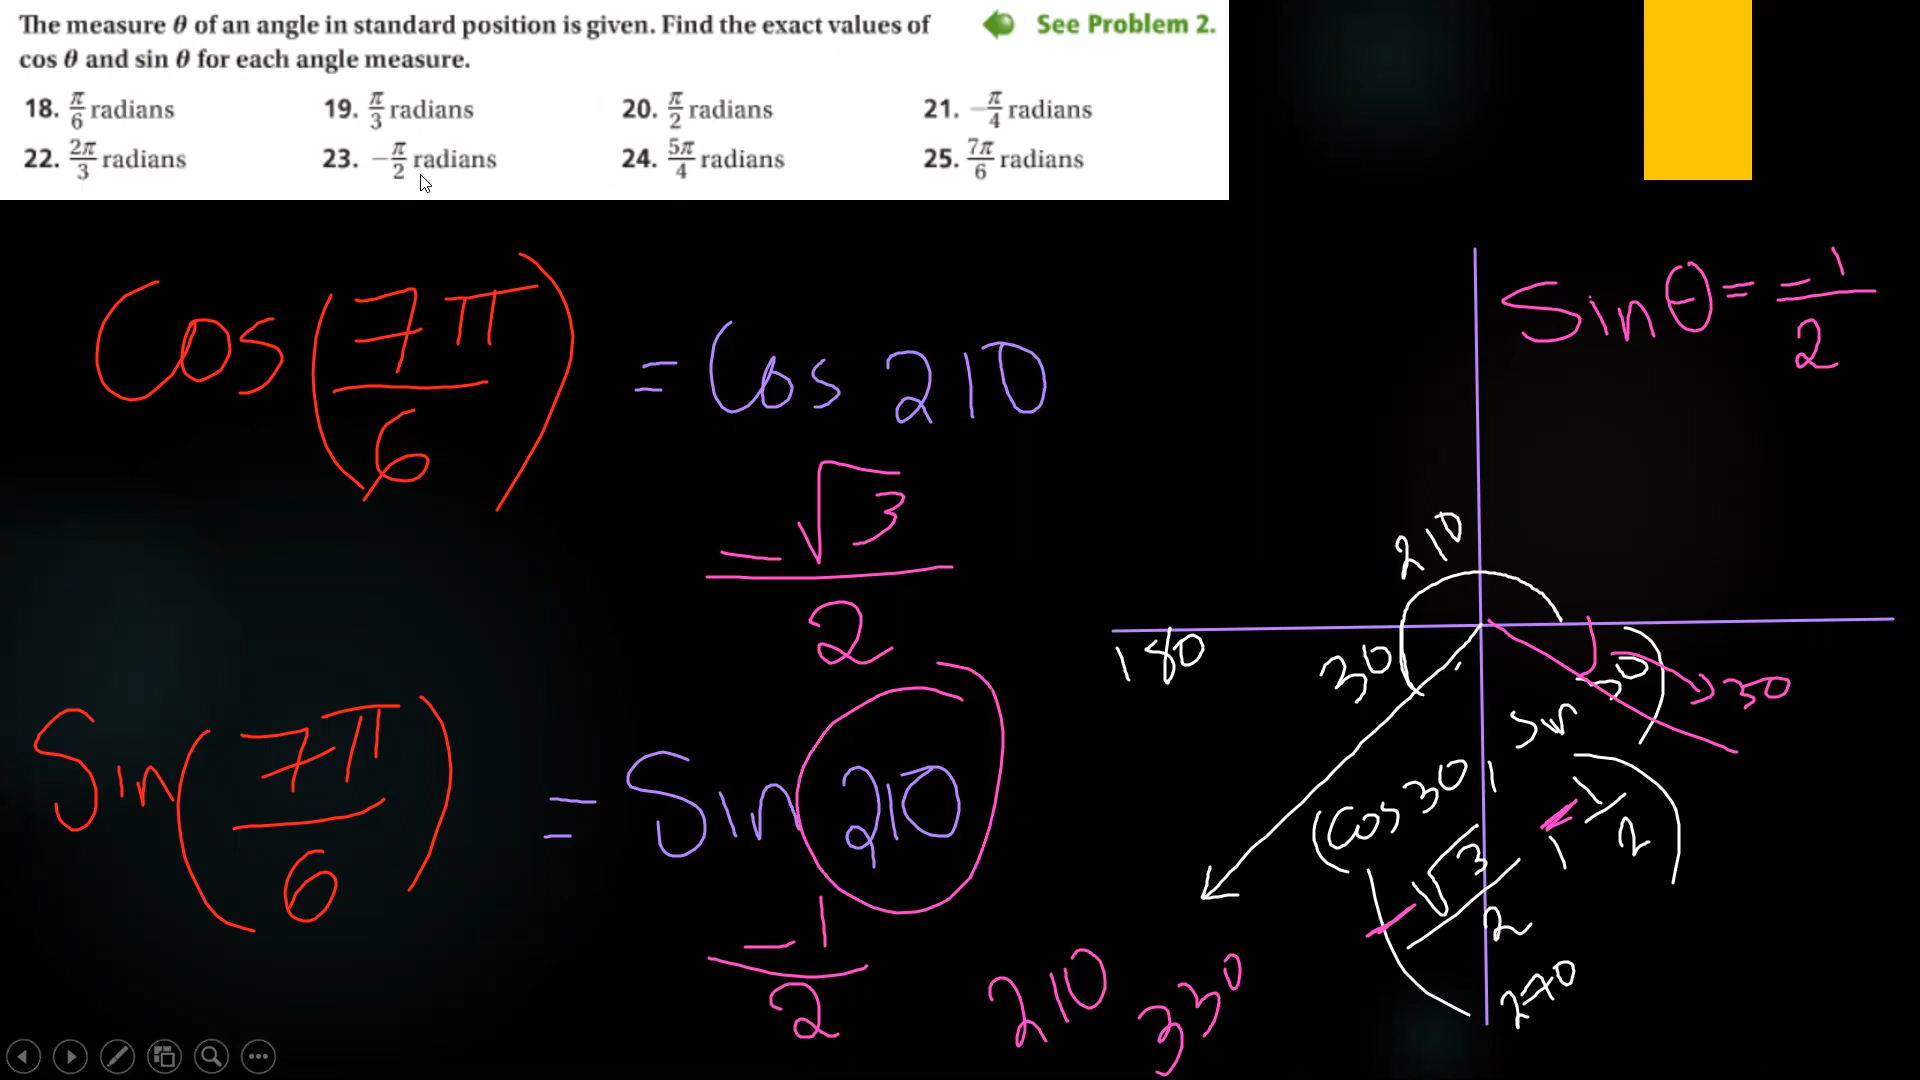 The measure θ of an angle in standard position is given. Find the exact values of
cos θ and sin θ for each angle measure.
See Problem 2.
18. π/6 radians 19. π/3 radians 20. π/2 radians 21. −π/4 radians
22. 2π/3 radians 23. −π/2 radians 24. 5π/4 radians 25. 7π/6 radians
Cos(7π/6) = Cos 210
−√3/2
Sin(7π/6) = Sin 210
−1/2
210 330
Sin θ = −1/2
210
180
30
30
(Cos 30, Sin 30)
(−√3/2, −1/2)
270